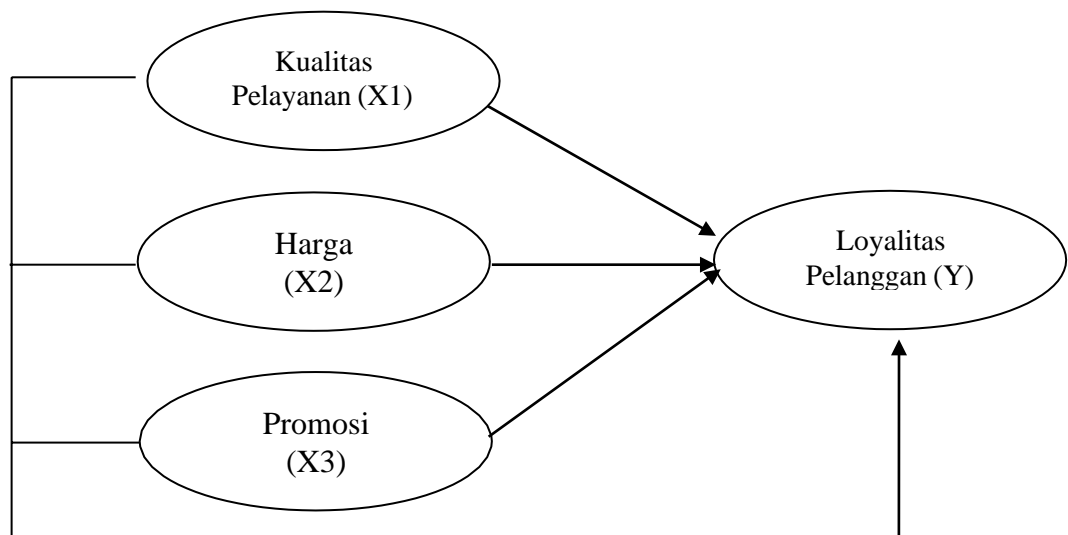 Kualitas
Pelayanan (X1)
Harga
(X2)
Loyalitas
Pelanggan (Y)
Promosi
(X3)